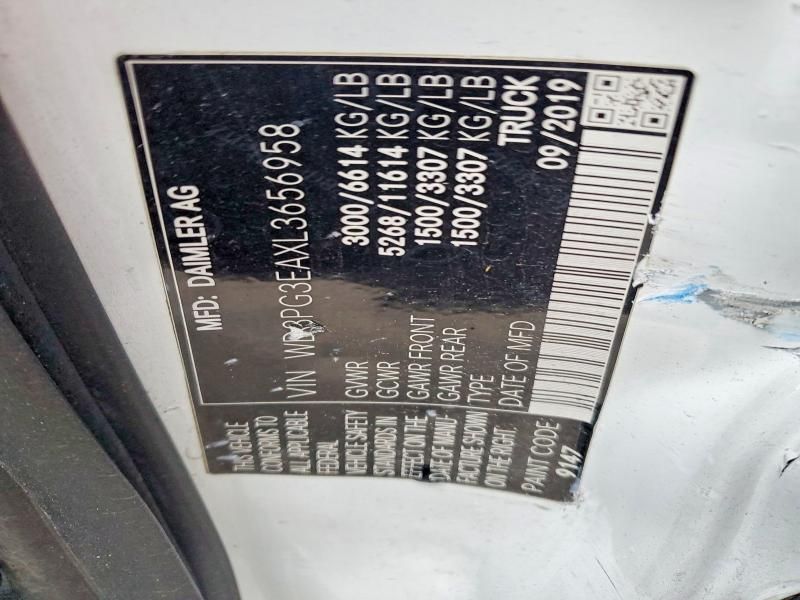 MFD: DAIMLER AG
VIN WD3PG3EAXL3656958
GVWR 3000/6614 KG/LB
GCWR 5268/11614 KG/LB
GAWR FRONT 1500/3307 KG/LB
GAWR REAR 1500/3307 KG/LB
TYPE TRUCK
DATE OF MFD 09/2019
THIS VEHICLE
CONFORMS TO
ALL APPLICABLE
FEDERAL
VEHICLE SAFETY
STANDARDS IN
EFFECT ON THE
DATE OF MANU-
FACTURE SHOWN
ON THE RIGHT
PAINT CODE
9147